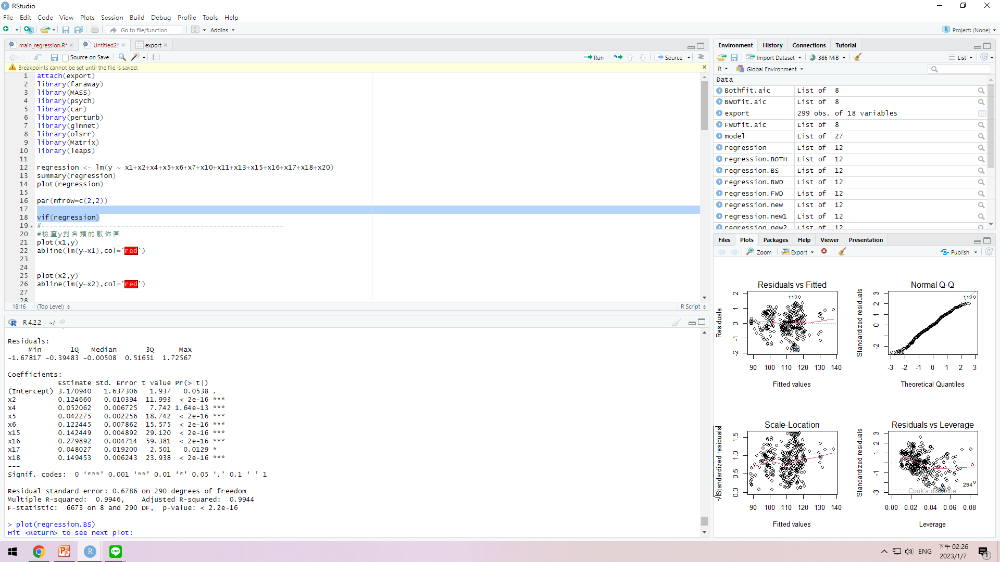 RStudio
File Edit Code View Plots Session Build Debug Profile Tools Help
Go to file/function
Addins
Project: (None)
main_regression.R*
Untitled2*
export
Source on Save
Run
Source
Breakpoints cannot be set until the file is saved.
1 attach(export)
2 library(faraway)
3 library(MASS)
4 library(psych)
5 library(car)
6 library(perturb)
7 library(glmnet)
8 library(olsrr)
9 library(Matrix)
10 library(leaps)
11
12 regression <- lm(y ~ x1+x2+x4+x5+x6+x7+x10+x11+x13+x15+x16+x17+x18+x20)
13 summary(regression)
14 plot(regression)
15
16 par(mfrow=c(2,2))
17
18 vif(regression)
19 #----------------------------------------------------------
20 #檢查y對各類的散佈圖
21 plot(x1,y)
22 abline(lm(y~x1),col='red')
23
24
25 plot(x2,y)
26 abline(lm(y~x2),col='red')
27
28
18:16 (Top Level) R Script
R 4.2.2 · ~/
Residuals:
Min 1Q Median 3Q Max
-1.67817 -0.39483 -0.00508 0.51651 1.72567
Coefficients:
Estimate Std. Error t value Pr(>|t|)
(Intercept) 3.170940 1.637306 1.937 0.0538 .
x2 0.124660 0.010394 11.993 < 2e-16 ***
x4 0.052062 0.006725 7.742 1.64e-13 ***
x5 0.042275 0.002256 18.742 < 2e-16 ***
x6 0.122445 0.007862 15.575 < 2e-16 ***
x15 0.142449 0.004892 29.120 < 2e-16 ***
x16 0.279892 0.004714 59.381 < 2e-16 ***
x17 0.048027 0.019200 2.501 0.0129 *
x18 0.149453 0.006243 23.938 < 2e-16 ***
---
Signif. codes: 0 ‘***’ 0.001 ‘**’ 0.01 ‘*’ 0.05 ‘.’ 0.1 ‘ ’ 1
Residual standard error: 0.6786 on 290 degrees of freedom
Multiple R-squared: 0.9946, Adjusted R-squared: 0.9944
F-statistic: 6673 on 8 and 290 DF, p-value: < 2.2e-16
> plot(regression.BS)
Hit <Return> to see next plot:
Environment History Connections Tutorial
Import Dataset 386 MiB List
R Global Environment
Data
Bothfit.aic List of 8
BWDfit.aic List of 8
export 299 obs. of 18 variables
FWDfit.aic List of 8
model List of 27
regression List of 12
regression.BOTH List of 12
regression.BS List of 12
regression.BWD List of 12
regression.FWD List of 12
regression.new List of 12
regression.new1 List of 12
regression.new2 List of 12
Files Plots Packages Help Viewer Presentation
Zoom Export Publish
Residuals vs Fitted
Residuals
2
1
0
-1
-2
112
90 100 110 120 130 140
Fitted values
Normal Q-Q
Standardized residuals
3
2
1
0
-2
112
-3 -2 -1 0 1 2 3
Theoretical Quantiles
Scale-Location
√|Standardized residuals|
1.5
1.0
0.5
0.0
90 100 110 120 130 140
Fitted values
Residuals vs Leverage
Standardized residuals
3
2
1
-1
-3
294
Cook's distance
0.00 0.02 0.04 0.06 0.08
Leverage
ENG
下午 02:26
2023/1/7
1